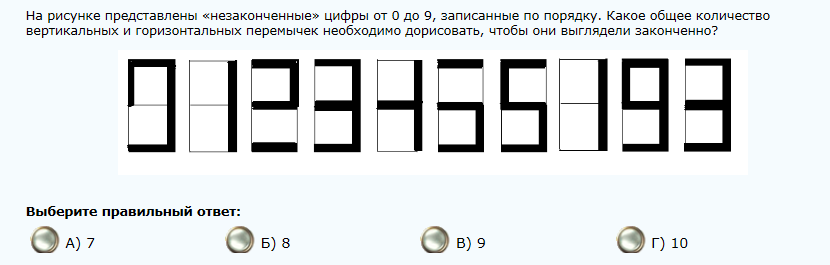 На рисунке представлены «незаконченные» цифры от 0 до 9, записанные по порядку. Какое общее количество
вертикальных и горизонтальных перемычек необходимо дорисовать, чтобы они выглядели законченно?
Выберите правильный ответ:
А) 7 Б) 8 В) 9 Г) 10